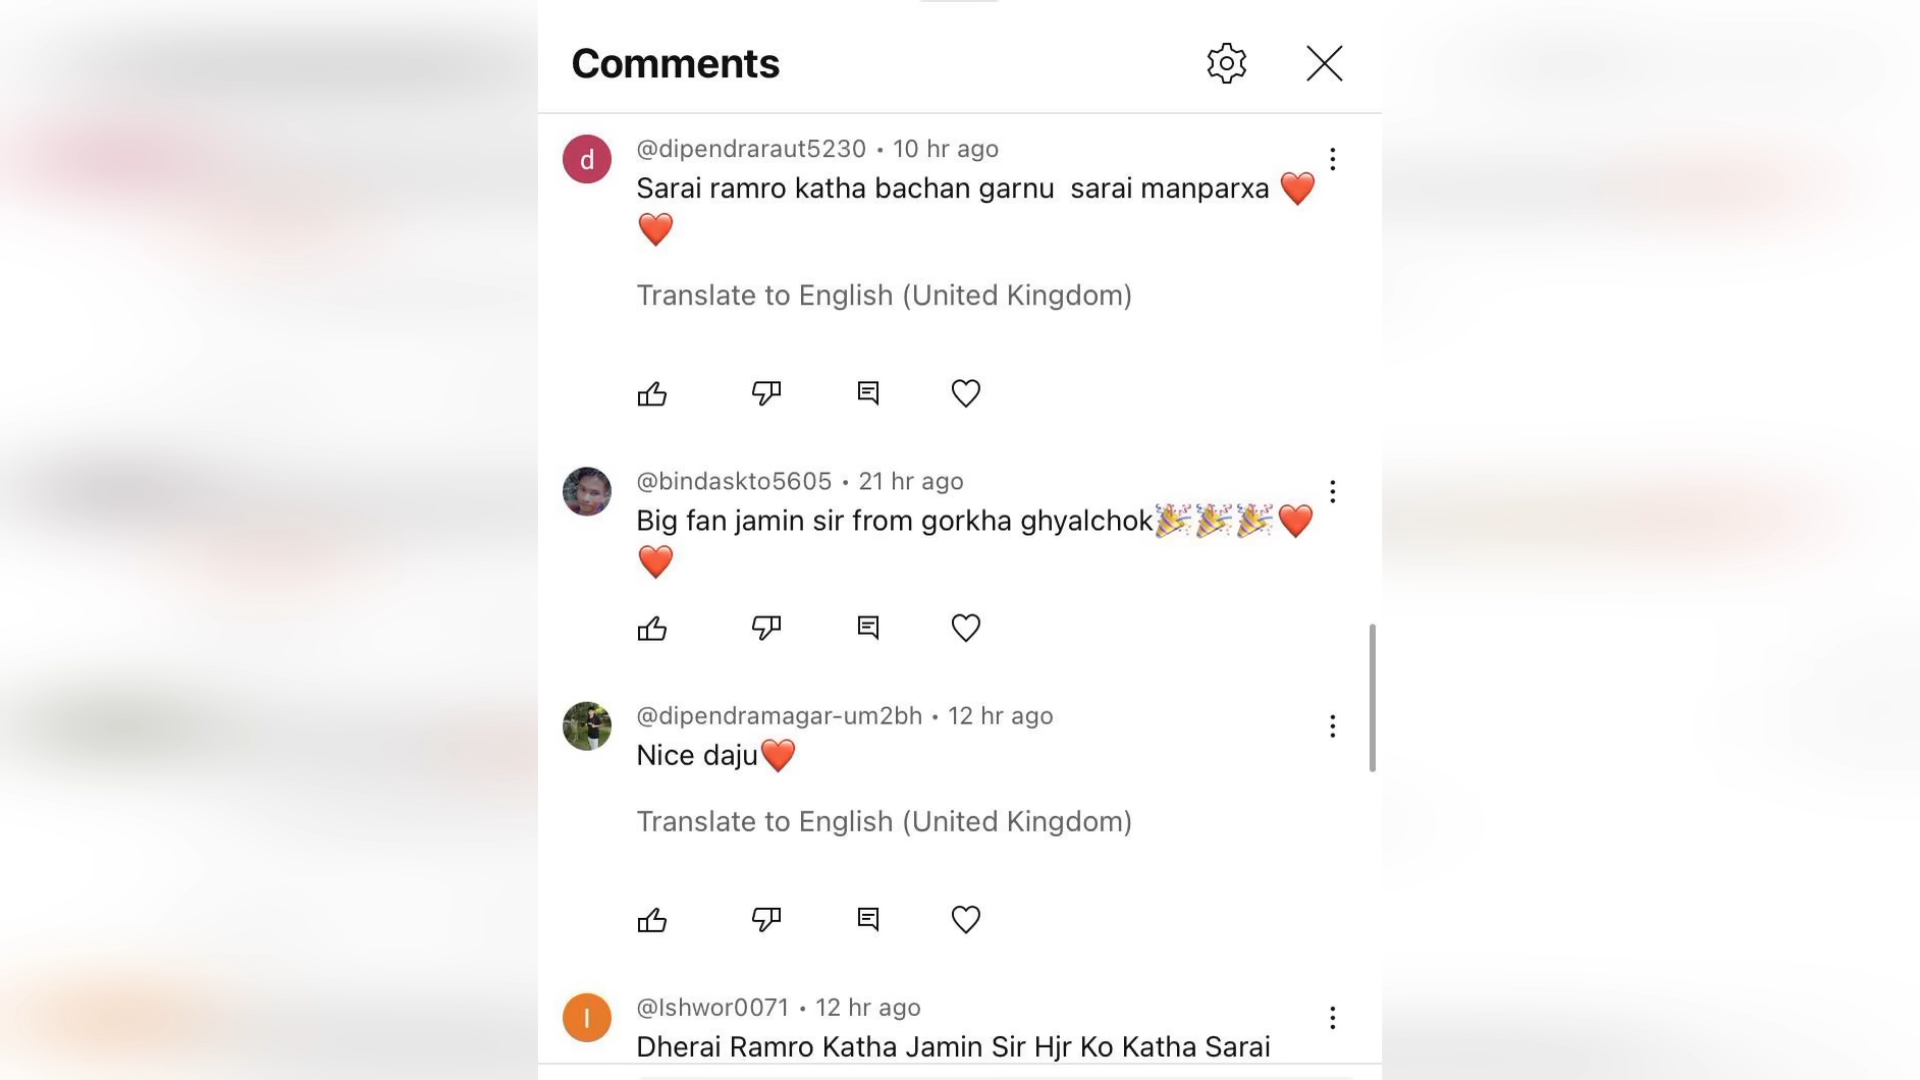 Comments
@dipendraraut5230 • 10 hr ago
Sarai ramro katha bachan garnu  sarai manparxa ❤️
❤️
Translate to English (United Kingdom)
@bindaskto5605 • 21 hr ago
Big fan jamin sir from gorkha ghyalchok🎉🎉🎉❤️
❤️
@dipendramagar-um2bh • 12 hr ago
Nice daju❤️
Translate to English (United Kingdom)
@Ishwor0071 • 12 hr ago
Dherai Ramro Katha Jamin Sir Hjr Ko Katha Sarai